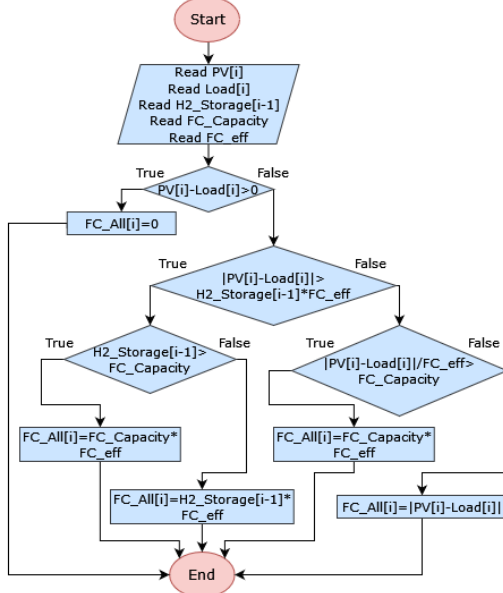 Start
Read PV[i]
Read Load[i]
Read H2_Storage[i-1]
Read FC_Capacity
Read FC_eff
True
False
PV[i]-Load[i]>0
FC_All[i]=0
True
False
|PV[i]-Load[i]|>
H2_Storage[i-1]*FC_eff
True
False
H2_Storage[i-1]>
FC_Capacity
True
False
|PV[i]-Load[i]|/FC_eff>
FC_Capacity
FC_All[i]=FC_Capacity*
FC_eff
FC_All[i]=FC_Capacity*
FC_eff
FC_All[i]=H2_Storage[i-1]*
FC_eff
FC_All[i]=|PV[i]-Load[i]|
End